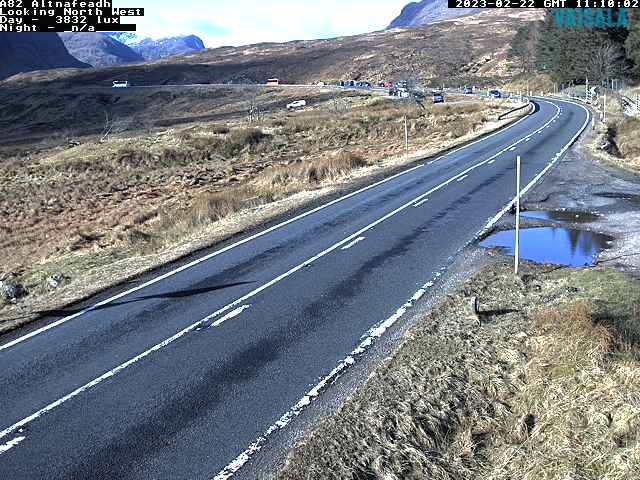 A82 Altnafeadh
Looking North West
Day - 3832 lux
Night - n/a
2023-02-22 GMT 11:10:02
VAISALA